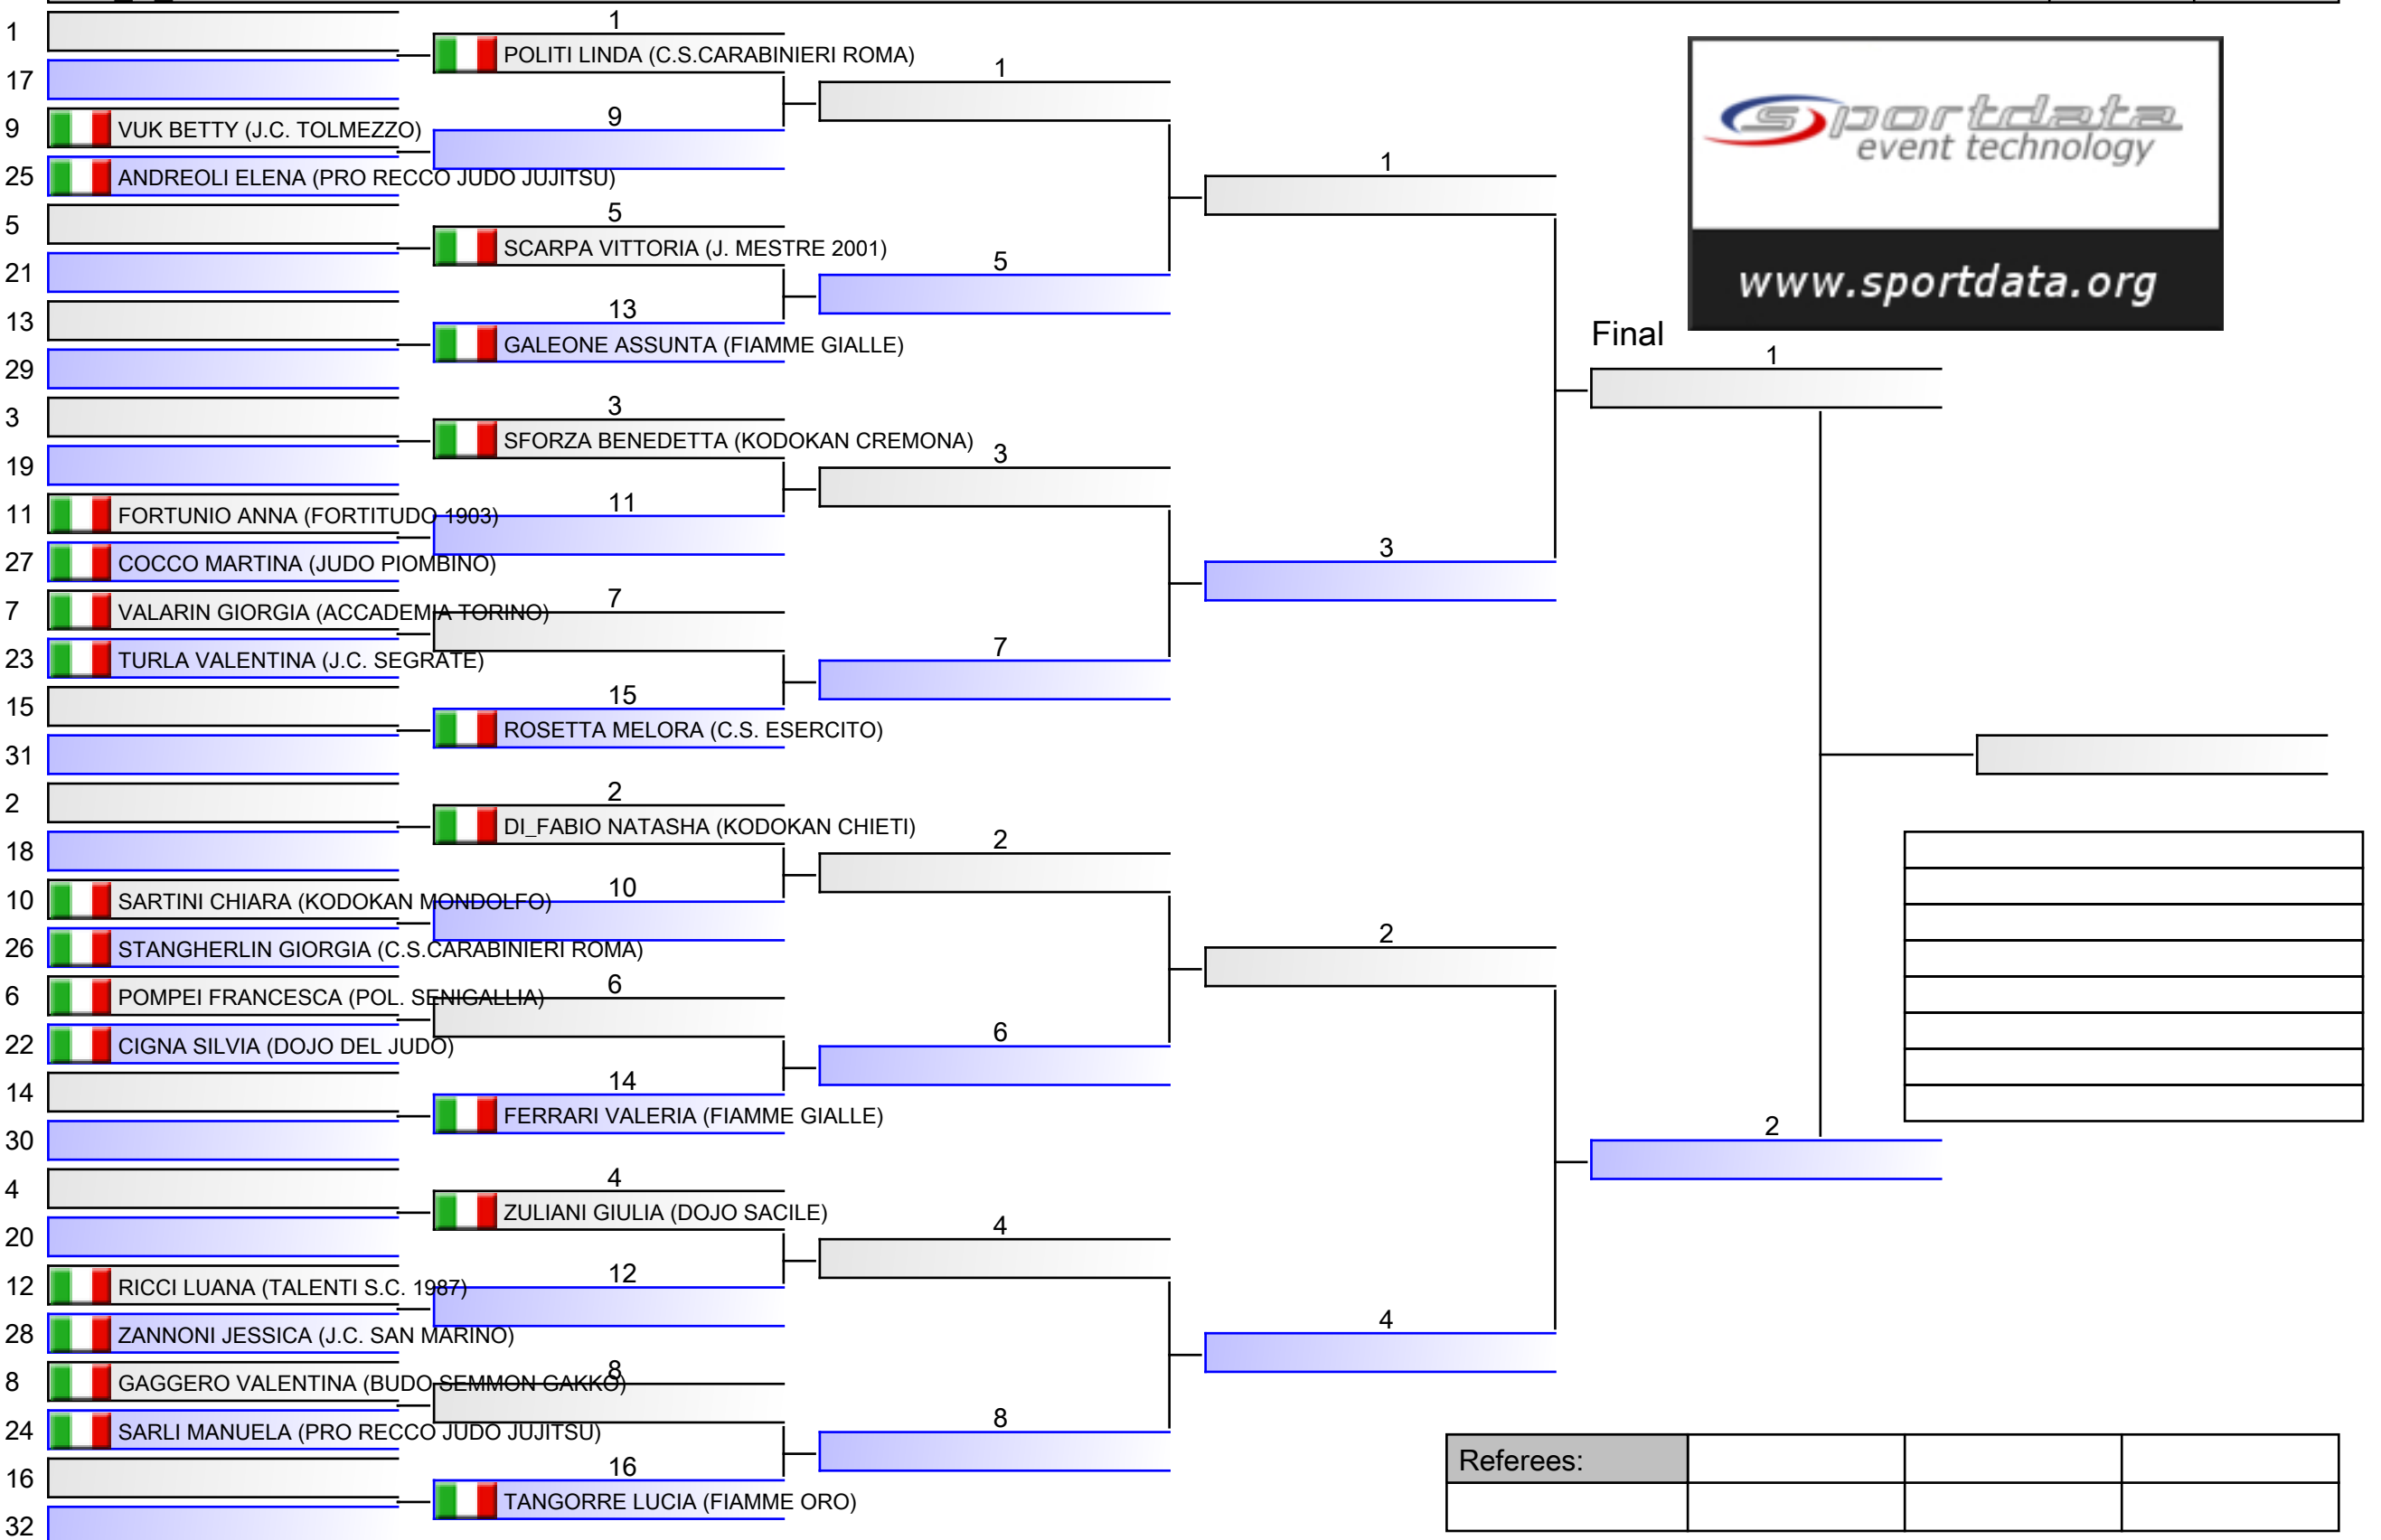 1
17
9 VUK BETTY (J.C. TOLMEZZO)
25 ANDREOLI ELENA (PRO RECCO JUDO JUJITSU)
5
21
13
29
3
19
11 FORTUNIO ANNA (FORTITUDO 1903)
27 COCCO MARTINA (JUDO PIOMBINO)
7 VALARIN GIORGIA (ACCADEMIA TORINO)
23 TURLA VALENTINA (J.C. SEGRATE)
15
31
2
18
10 SARTINI CHIARA (KODOKAN MONDOLFO)
26 STANGHERLIN GIORGIA (C.S.CARABINIERI ROMA)
6 POMPEI FRANCESCA (POL. SENIGALLIA)
22 CIGNA SILVIA (DOJO DEL JUDO)
14
30
4
20
12 RICCI LUANA (TALENTI S.C. 1987)
28 ZANNONI JESSICA (J.C. SAN MARINO)
8 GAGGERO VALENTINA (BUDO SEMMON GAKKO)
24 SARLI MANUELA (PRO RECCO JUDO JUJITSU)
16
32
1
POLITI LINDA (C.S.CARABINIERI ROMA)
9
5
SCARPA VITTORIA (J. MESTRE 2001)
13
GALEONE ASSUNTA (FIAMME GIALLE)
3
SFORZA BENEDETTA (KODOKAN CREMONA)
11
7
15
ROSETTA MELORA (C.S. ESERCITO)
2
DI_FABIO NATASHA (KODOKAN CHIETI)
10
6
14
FERRARI VALERIA (FIAMME GIALLE)
4
ZULIANI GIULIA (DOJO SACILE)
12
8
16
TANGORRE LUCIA (FIAMME ORO)
1
5
3
7
2
6
4
8
1
3
2
4
Final
1
2
sportdata
event technology
www.sportdata.org
Referees: